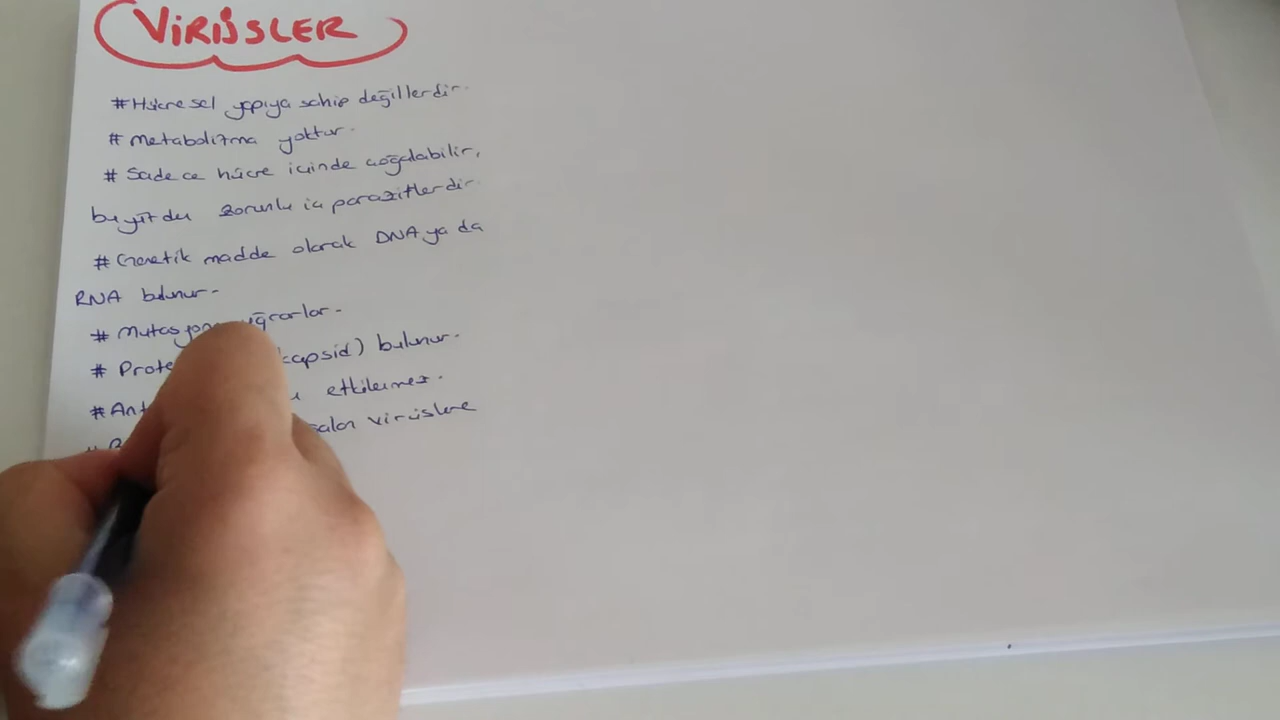 VİRÜSLER
# Hücresel yapıya sahip değillerdir.
# Metabolizma yoktur.
# Sadece hücre içinde çoğalabilir,
bu yüzden zorunlu iç parazitlerdir.
# Genetik madde olarak DNA ya da
RNA bulunur.
# Mutasyona uğrarlar.
# Prote kapsid) bulunur.
# Ant etkilemez.
# B virüslere